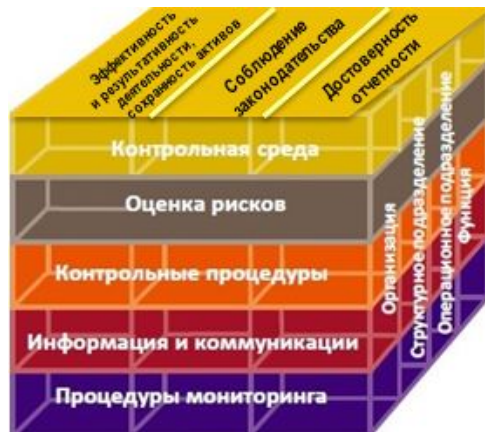 Эффективность
и результативность
деятельности,
сохранность активов
Соблюдение
законодательства
Достоверность
отчетности
Контрольная среда
Оценка рисков
Контрольные процедуры
Информация и коммуникации
Процедуры мониторинга
Организация
Структурное подразделение
Операционное подразделение
Функция